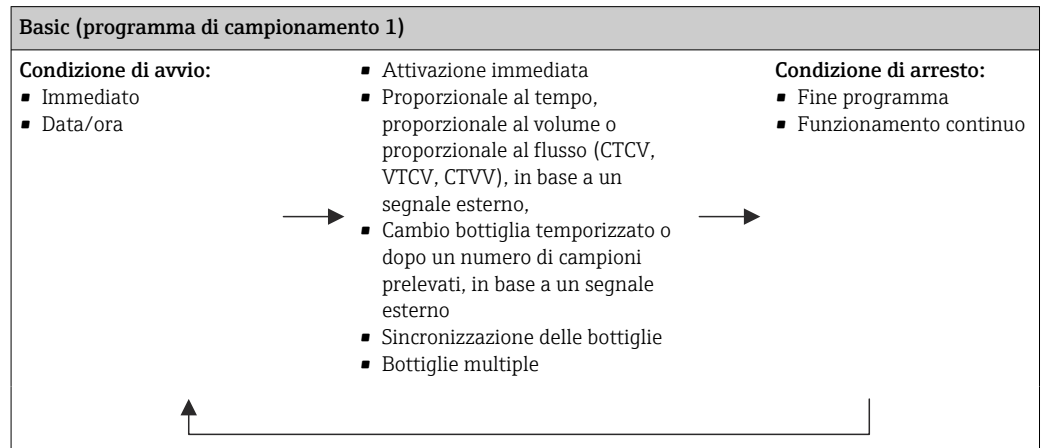 Basic (programma di campionamento 1)
Condizione di avvio:
▪ Immediato
▪ Data/ora
▪ Attivazione immediata
▪ Proporzionale al tempo,
proporzionale al volume o
proporzionale al flusso (CTCV,
VTCV, CTVV), in base a un
segnale esterno,
▪ Cambio bottiglia temporizzato o
dopo un numero di campioni
prelevati, in base a un segnale
esterno
▪ Sincronizzazione delle bottiglie
▪ Bottiglie multiple
Condizione di arresto:
▪ Fine programma
▪ Funzionamento continuo